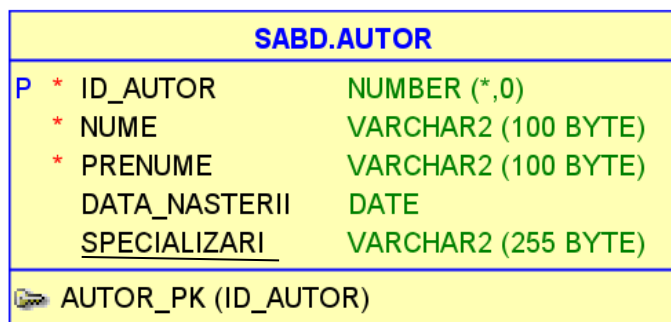 SABD.AUTOR
P * ID_AUTOR NUMBER (*,0)
* NUME VARCHAR2 (100 BYTE)
* PRENUME VARCHAR2 (100 BYTE)
DATA_NASTERII DATE
SPECIALIZARI VARCHAR2 (255 BYTE)
AUTOR_PK (ID_AUTOR)